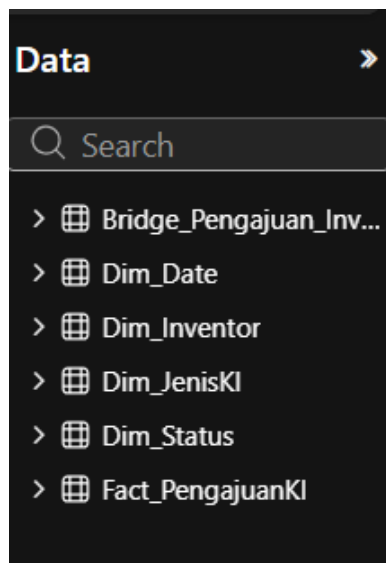 Data
Search
Bridge_Pengajuan_Inv...
Dim_Date
Dim_Inventor
Dim_JenisKI
Dim_Status
Fact_PengajuanKI